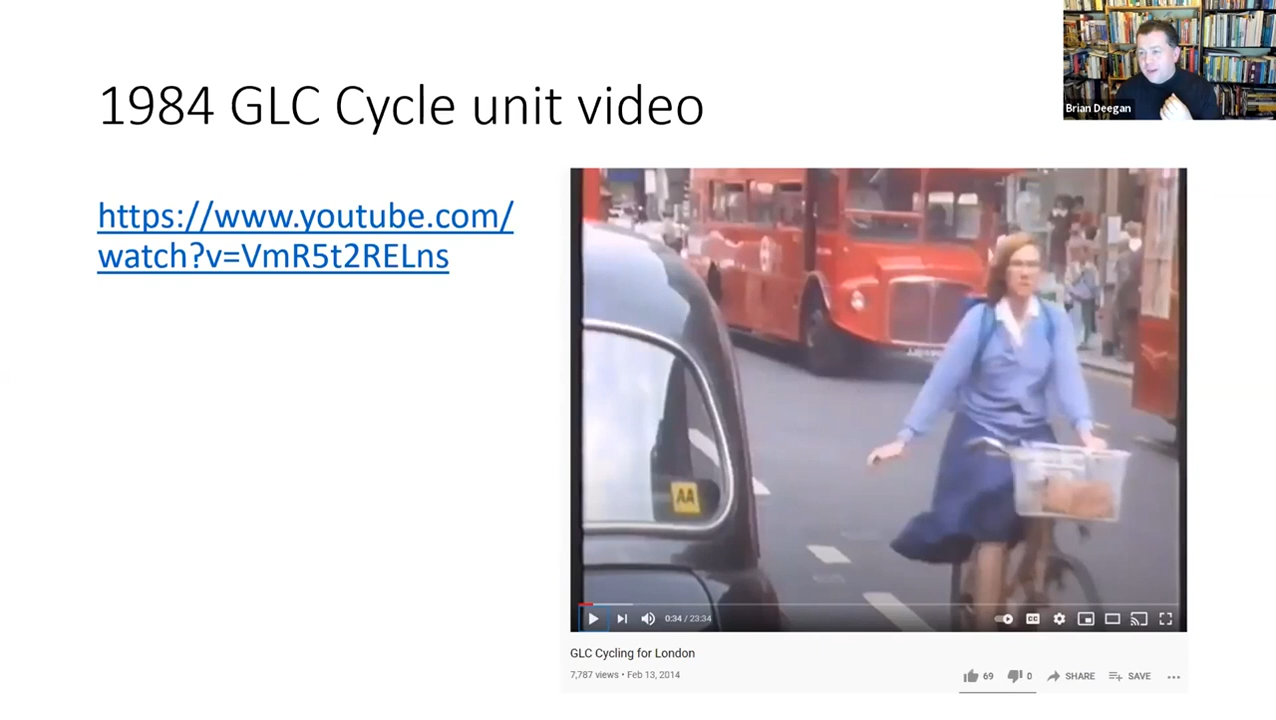 1984 GLC Cycle unit video
Brian Deegan
https://www.youtube.com/
watch?v=VmR5t2RELns
AA
0:34 / 23:34
CC
GLC Cycling for London
7,787 views • Feb 13, 2014
69 0 SHARE SAVE ...